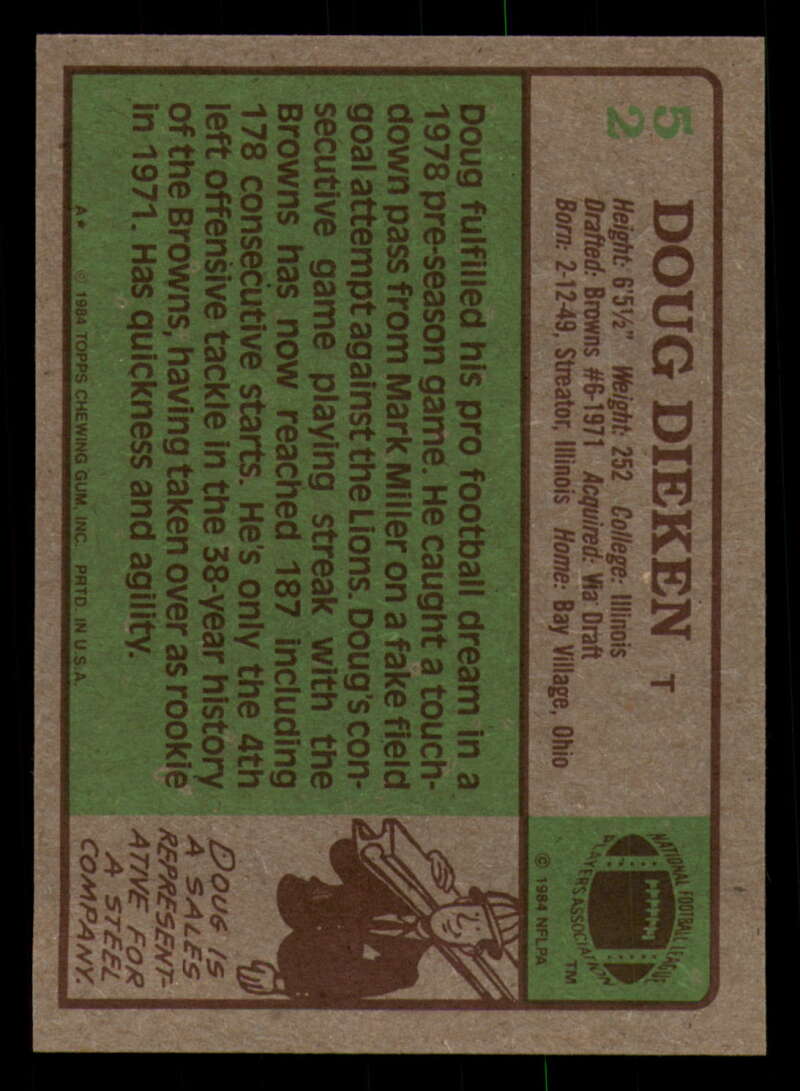 52
DOUG DIEKEN T
Height: 6'5½" Weight: 252 College: Illinois
Drafted: Browns #6-1971 Acquired: Via Draft
Born: 2-12-49, Streator, Illinois Home: Bay Village, Ohio
NATIONAL FOOTBALL LEAGUE
PLAYERS ASSOCIATION
TM
© 1984 NFLPA
Doug fulfilled his pro football dream in a
1978 pre-season game. He caught a touch-
down pass from Mark Miller on a fake field
goal attempt against the Lions. Doug's con-
secutive game playing streak with the
Browns has now reached 187 including
178 consecutive starts. He's only the 4th
left offensive tackle in the 38-year history
of the Browns, having taken over as rookie
in 1971. Has quickness and agility.
A* © 1984 TOPPS CHEWING GUM, INC. PRTD. IN U.S.A.
DOUG IS
A SALES
REPRESENT-
ATIVE FOR
A STEEL
COMPANY.